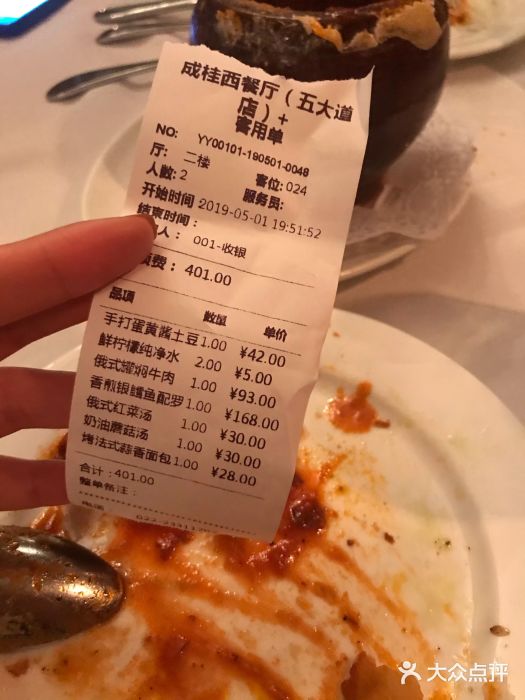 成桂西餐厅（五大道
店）+
客用单
NO: YY00101-190501-0048
厅: 二楼 客位: 024
人数: 2 服务员:
开始时间: 2019-05-01 19:51:52
结束时间:
人: 001-收银
费: 401.00
品项 数量 单价
手打蛋黄酱土豆 1.00 ¥42.00
鲜柠檬纯净水 2.00 ¥5.00
俄式罐焖牛肉 1.00 ¥93.00
香煎银鳕鱼配罗 1.00 ¥168.00
俄式红菜汤 1.00 ¥30.00
奶油蘑菇汤 1.00 ¥30.00
烤法式蒜香面包 1.00 ¥28.00
合计: 401.00
整单备注:
大众点评